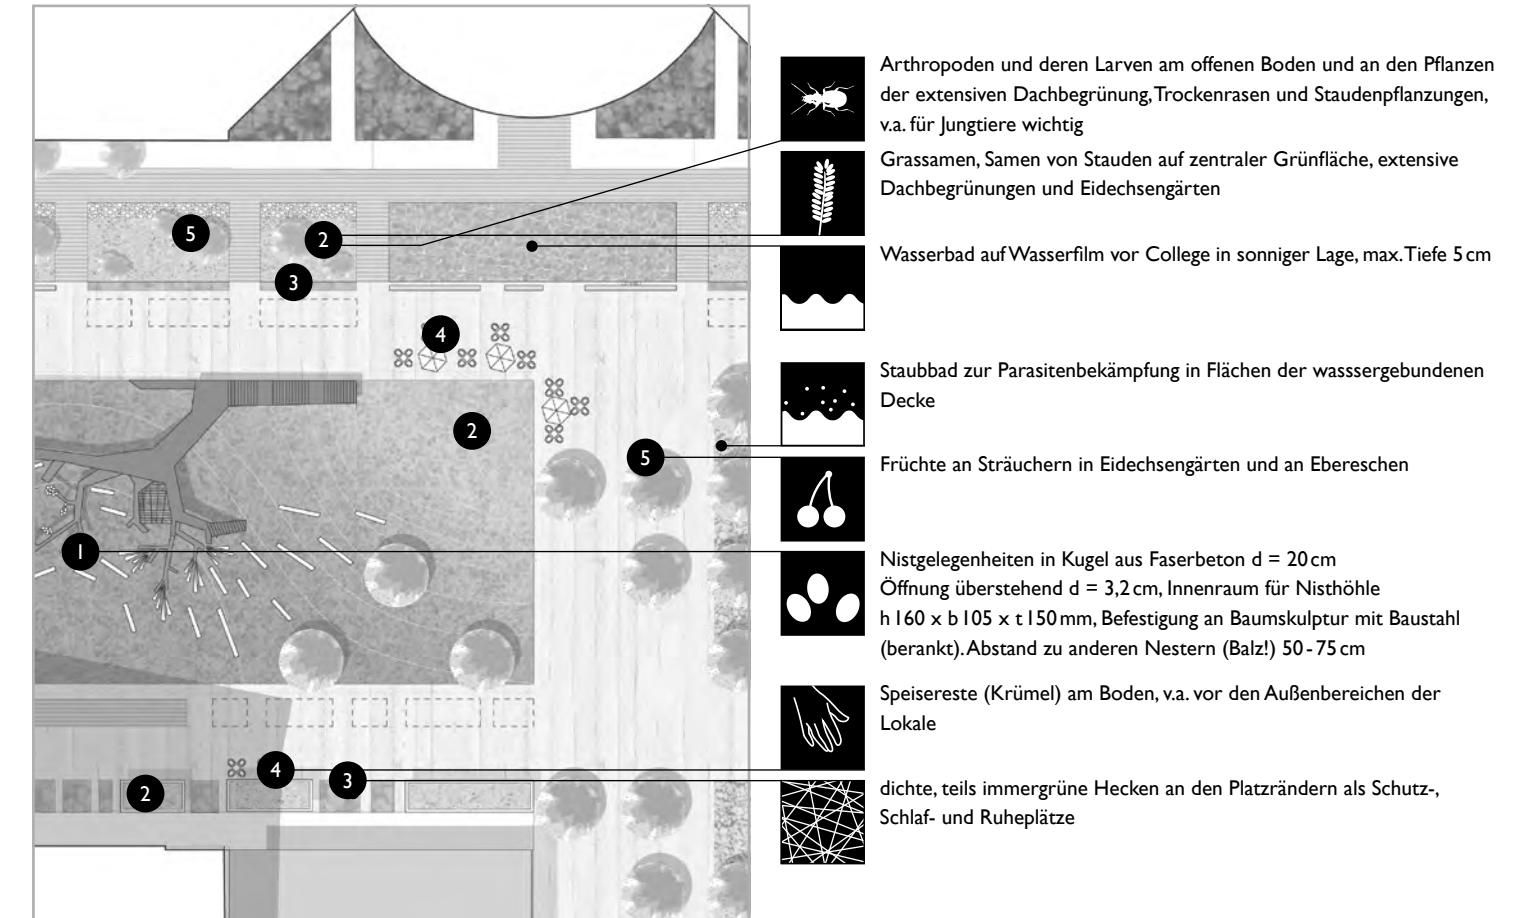 Arthropoden und deren Larven am offenen Boden und an den Pflanzen
der extensiven Dachbegrünung, Trockenrasen und Staudenpflanzungen,
v.a. für Jungtiere wichtig
Grassamen, Samen von Stauden auf zentraler Grünfläche, extensive
Dachbegrünungen und Eidechsengärten
Wasserbad auf Wasserfilm vor College in sonniger Lage, max. Tiefe 5 cm
Staubbad zur Parasitenbekämpfung in Flächen der wasssergebundenen
Decke
Früchte an Sträuchern in Eidechsengärten und an Ebereschen
Nistgelegenheiten in Kugel aus Faserbeton d = 20 cm
Öffnung überstehend d = 3,2 cm, Innenraum für Nisthöhle
h 160 x b 105 x t 150 mm, Befestigung an Baumskulptur mit Baustahl
(berankt). Abstand zu anderen Nestern (Balz!) 50 - 75 cm
Speisereste (Krümel) am Boden, v.a. vor den Außenbereichen der
Lokale
dichte, teils immergrüne Hecken an den Platzrändern als Schutz-,
Schlaf- und Ruheplätze
5
2
3
4
2
5
1
4
3
2